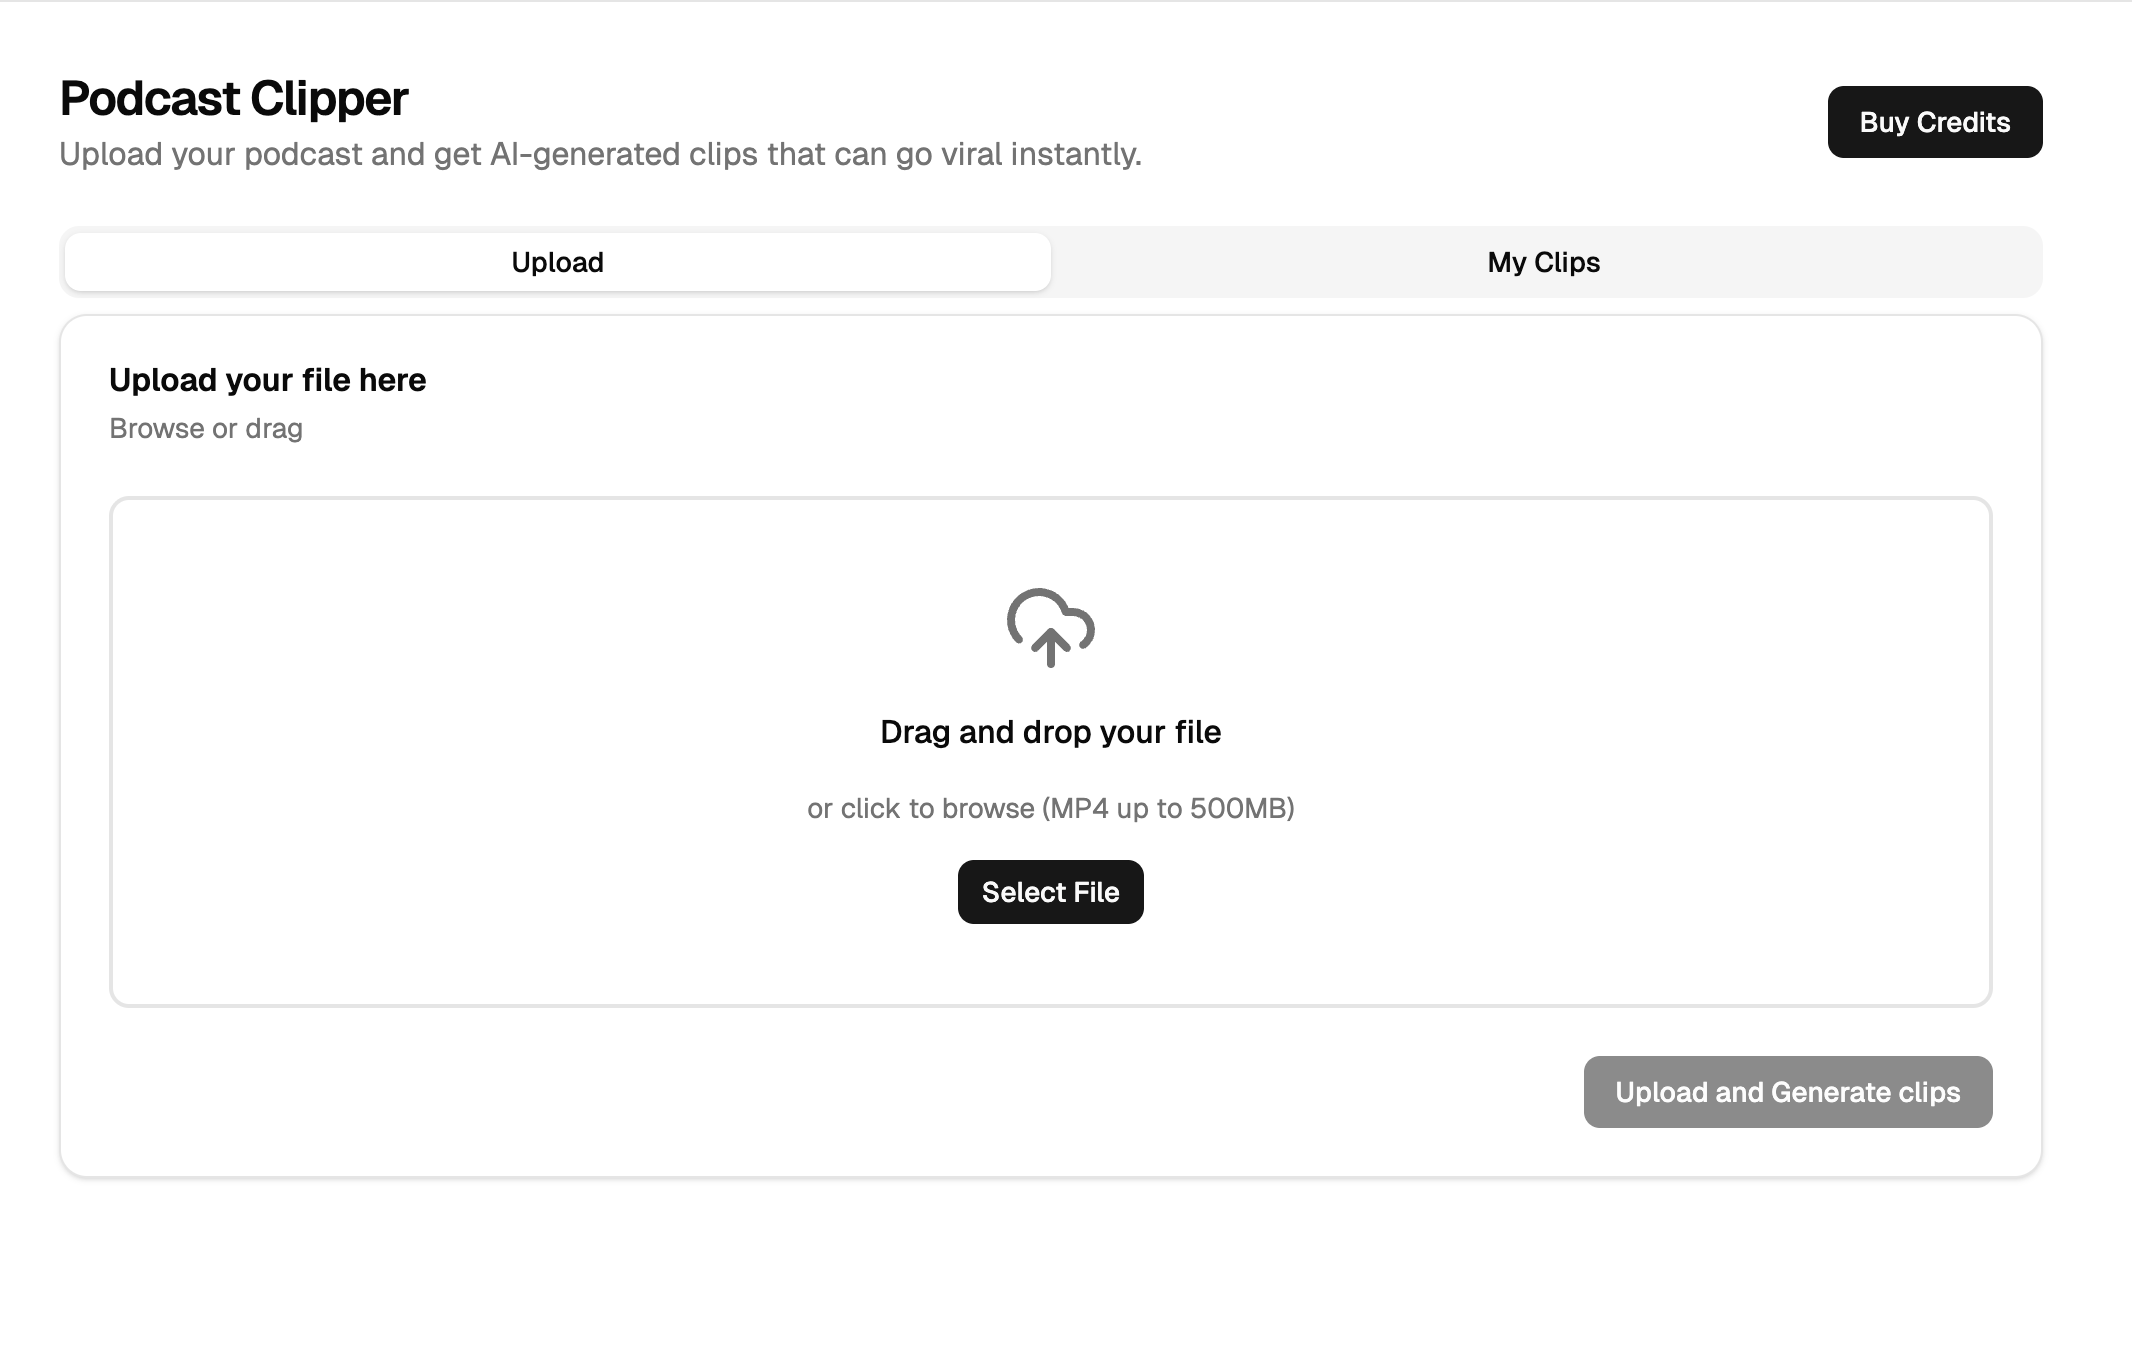 Podcast Clipper
Upload your podcast and get AI-generated clips that can go viral instantly.
Buy Credits
Upload
My Clips
Upload your file here
Browse or drag
Drag and drop your file
or click to browse (MP4 up to 500MB)
Select File
Upload and Generate clips